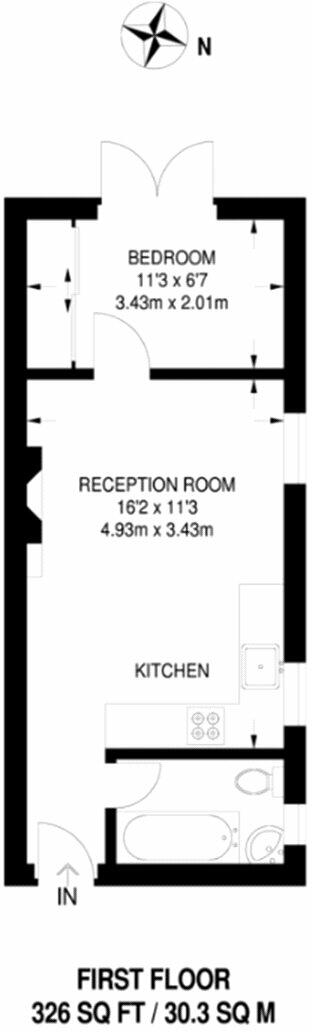 N
BEDROOM
11'3 x 6'7
3.43m x 2.01m
RECEPTION ROOM
16'2 x 11'3
4.93m x 3.43m
KITCHEN
IN
FIRST FLOOR
326 SQ FT / 30.3 SQ M